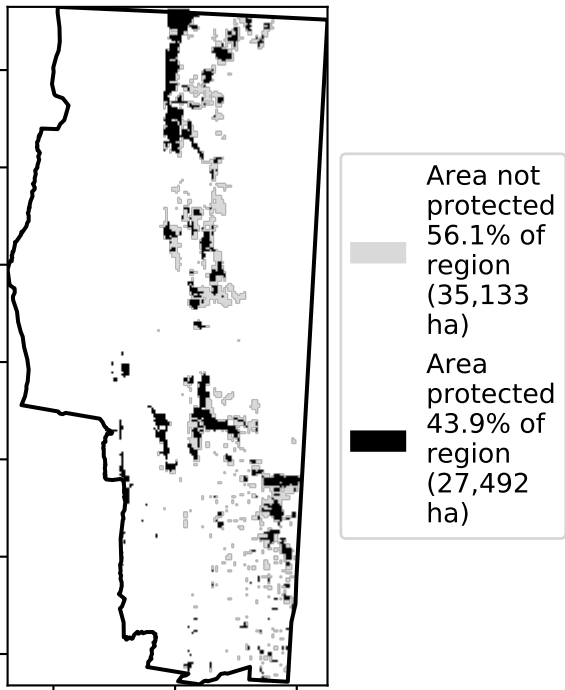 Area not
protected
56.1% of
region
(35,133
ha)
Area
protected
43.9% of
region
(27,492
ha)